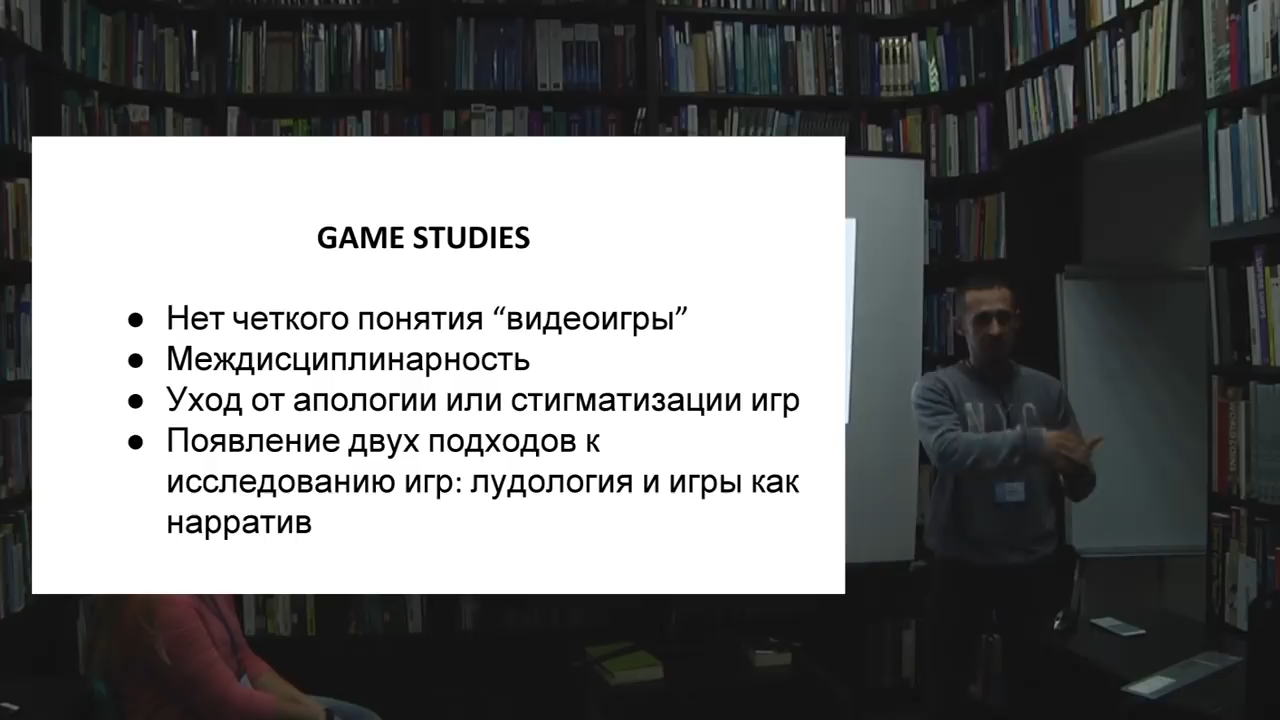 GAME STUDIES
● Нет четкого понятия “видеоигры”
● Междисциплинарность
● Уход от апологии или стигматизации игр
● Появление двух подходов к
исследованию игр: лудология и игры как
нарратив
NYC